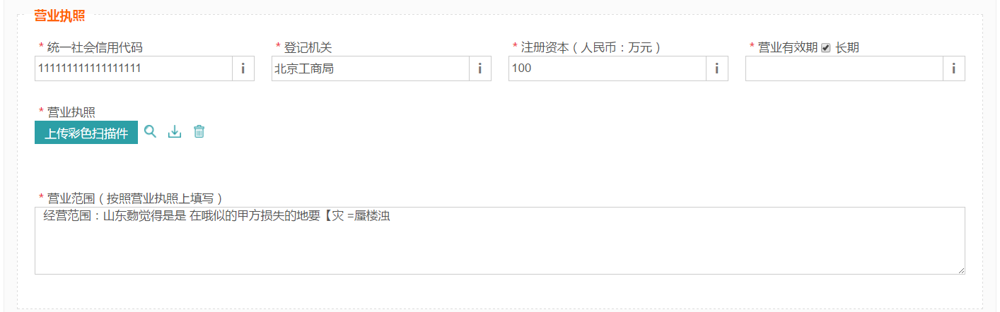 营业执照
* 统一社会信用代码
* 登记机关
* 注册资本（人民币：万元）
* 营业有效期 长期
111111111111111111
i
北京工商局
i
100
i
i
* 营业执照
上传彩色扫描件
* 营业范围（按照营业执照上填写）
经营范围：山东覅觉得是是 在哦似的甲方损失的地要【灾 =蜃楼浊